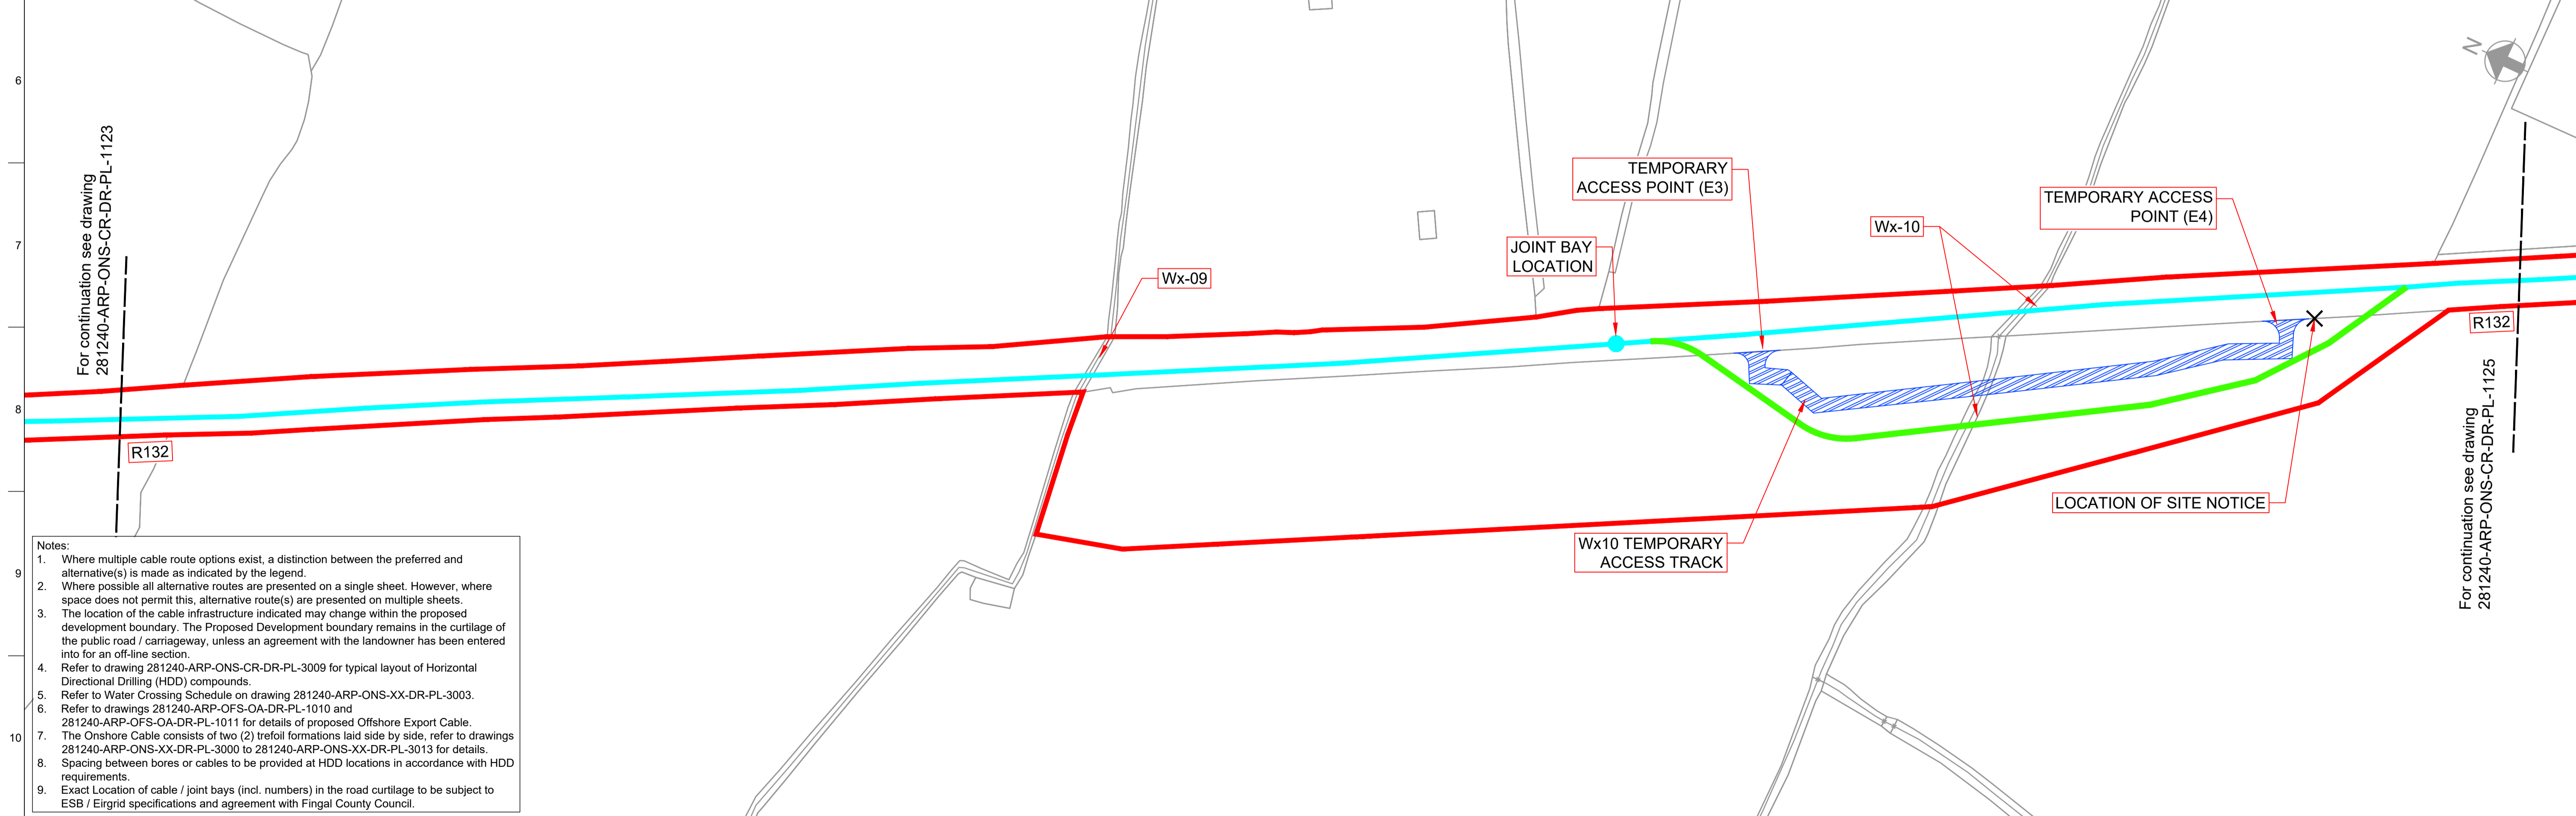 6
7
8
9
10
For continuation see drawing
281240-ARP-ONS-CR-DR-PL-1123
R132
Wx-09
JOINT BAY
LOCATION
TEMPORARY
ACCESS POINT (E3)
Wx-10
TEMPORARY ACCESS
POINT (E4)
N
R132
LOCATION OF SITE NOTICE
Wx10 TEMPORARY
ACCESS TRACK
For continuation see drawing
281240-ARP-ONS-CR-DR-PL-1125
Notes:
1. Where multiple cable route options exist, a distinction between the preferred and
alternative(s) is made as indicated by the legend.
2. Where possible all alternative routes are presented on a single sheet. However, where
space does not permit this, alternative route(s) are presented on multiple sheets.
3. The location of the cable infrastructure indicated may change within the proposed
development boundary. The Proposed Development boundary remains in the curtilage of
the public road / carriageway, unless an agreement with the landowner has been entered
into for an off-line section.
4. Refer to drawing 281240-ARP-ONS-CR-DR-PL-3009 for typical layout of Horizontal
Directional Drilling (HDD) compounds.
5. Refer to Water Crossing Schedule on drawing 281240-ARP-ONS-XX-DR-PL-3003.
6. Refer to drawings 281240-ARP-OFS-OA-DR-PL-1010 and
281240-ARP-OFS-OA-DR-PL-1011 for details of proposed Offshore Export Cable.
7. The Onshore Cable consists of two (2) trefoil formations laid side by side, refer to drawings
281240-ARP-ONS-XX-DR-PL-3000 to 281240-ARP-ONS-XX-DR-PL-3013 for details.
8. Spacing between bores or cables to be provided at HDD locations in accordance with HDD
requirements.
9. Exact Location of cable / joint bays (incl. numbers) in the road curtilage to be subject to
ESB / Eirgrid specifications and agreement with Fingal County Council.